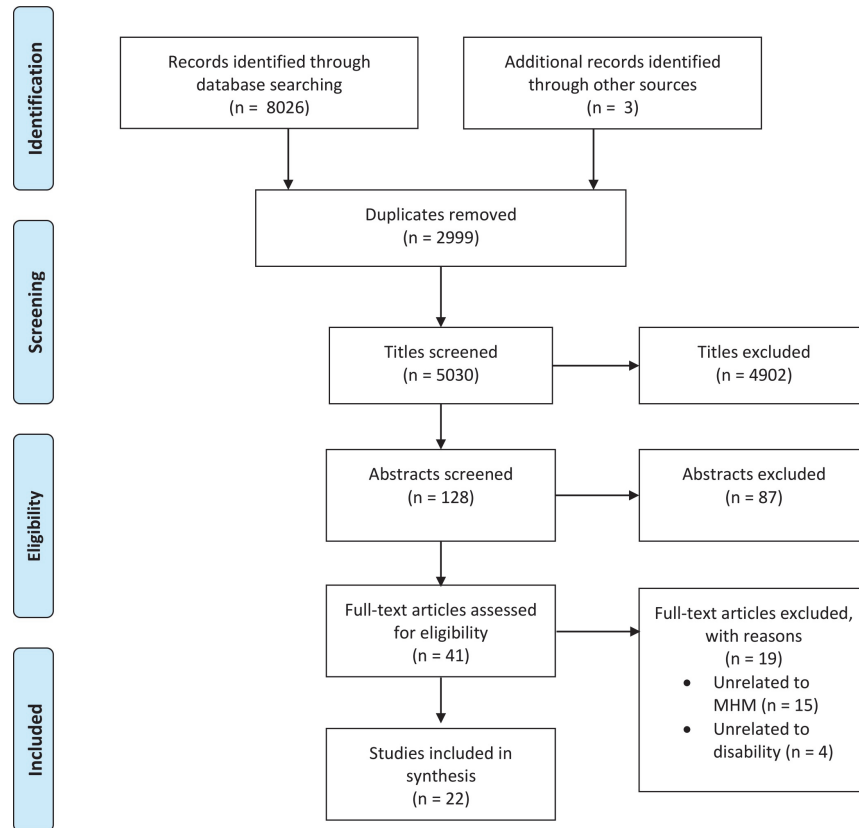 Identification
Records identified through
database searching
(n = 8026)
Additional records identified
through other sources
(n = 3)
Duplicates removed
(n = 2999)
Screening
Titles screened
(n = 5030)
Titles excluded
(n = 4902)
Eligibility
Abstracts screened
(n = 128)
Abstracts excluded
(n = 87)
Full-text articles assessed
for eligibility
(n = 41)
Full-text articles excluded,
with reasons
(n = 19)
• Unrelated to
MHM (n = 15)
• Unrelated to
disability (n = 4)
Included
Studies included in
synthesis
(n = 22)